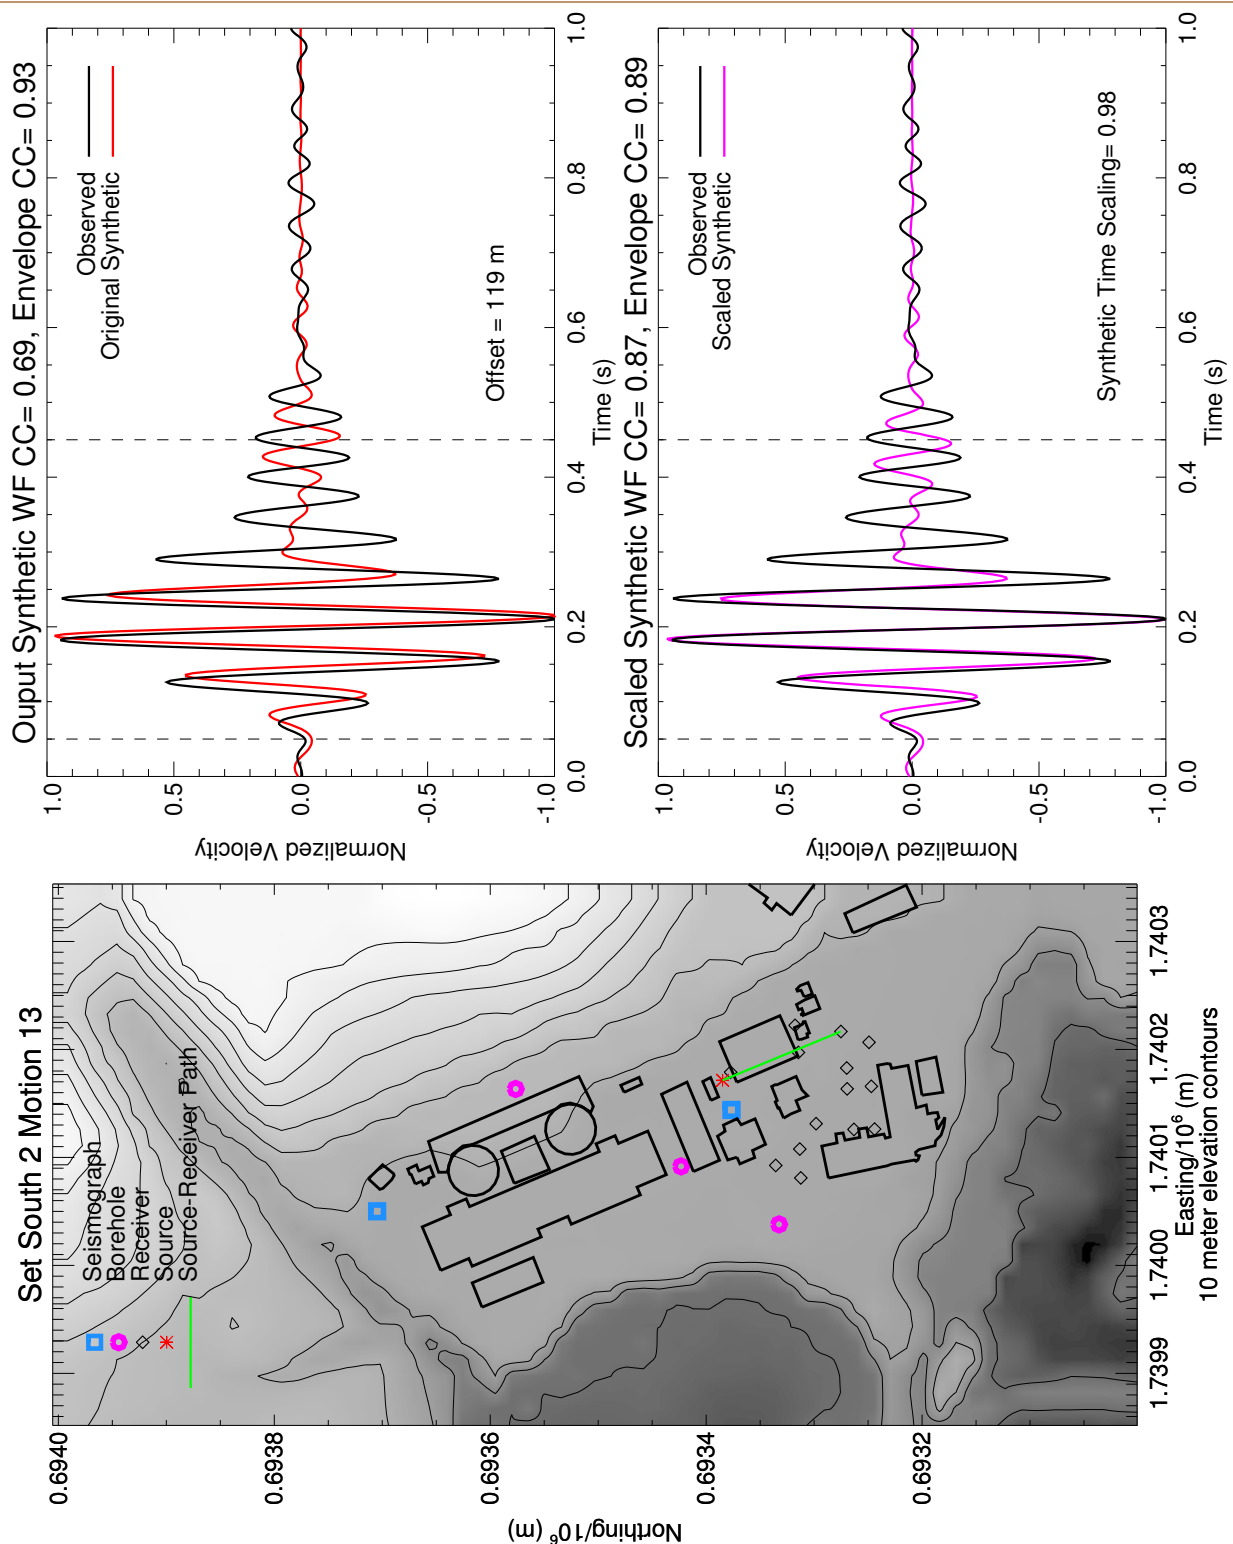 Set South 2 Motion 13
Seismograph
Borehole
Receiver
Source
Source-Receiver Path
0.6940
0.6938
0.6936
0.6934
0.6932
Northing/10⁶ (m)
1.7399
1.7400
1.7401
1.7402
1.7403
Easting/10⁶ (m)
10 meter elevation contours
Ouput Synthetic WF CC= 0.69, Envelope CC= 0.93
Observed
Original Synthetic
Offset = 119 m
1.0
0.5
0.0
-0.5
-1.0
Normalized Velocity
0.0
0.2
0.4
0.6
0.8
1.0
Time (s)
Scaled Synthetic WF CC= 0.87, Envelope CC= 0.89
Observed
Scaled Synthetic
Synthetic Time Scaling= 0.98
1.0
0.5
0.0
-0.5
-1.0
Normalized Velocity
0.0
0.2
0.4
0.6
0.8
1.0
Time (s)